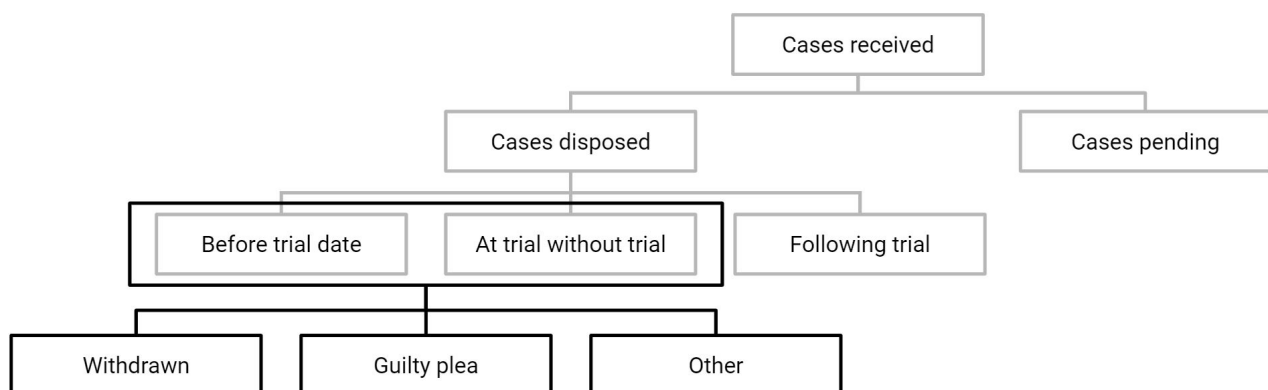 Cases received
Cases disposed
Cases pending
Before trial date
At trial without trial
Following trial
Withdrawn
Guilty plea
Other